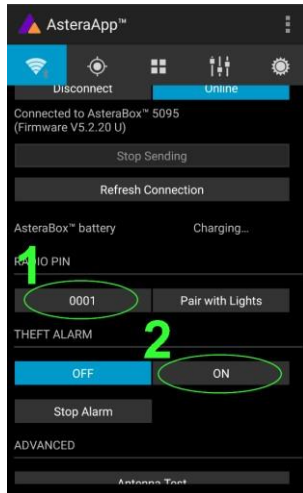 AsteraApp™
Disconnect Online
Connected to AsteraBox™ 5095
(Firmware V5.2.20 U)
Stop Sending
Refresh Connection
AsteraBox™ battery Charging...
1
RADIO PIN
0001 Pair with Lights
THEFT ALARM
2
OFF ON
Stop Alarm
ADVANCED
Antenna Test